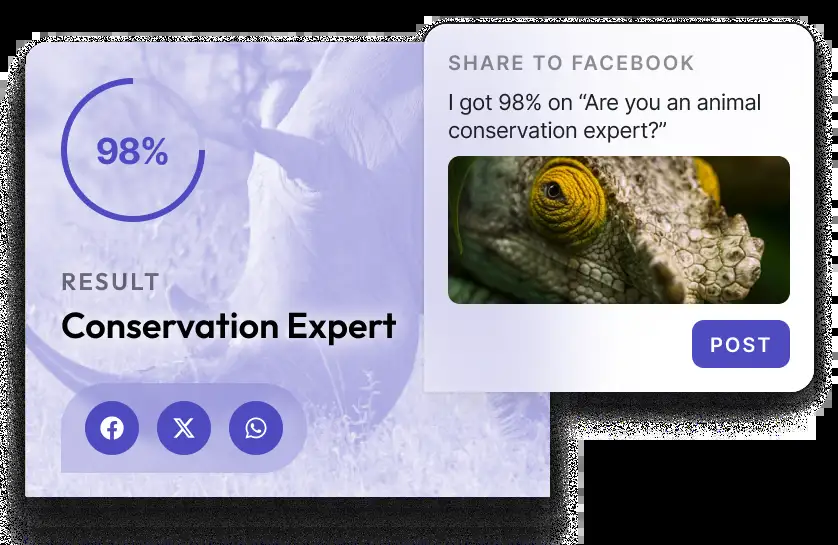 98%
RESULT
Conservation Expert
SHARE TO FACEBOOK
I got 98% on “Are you an animal
conservation expert?”
POST